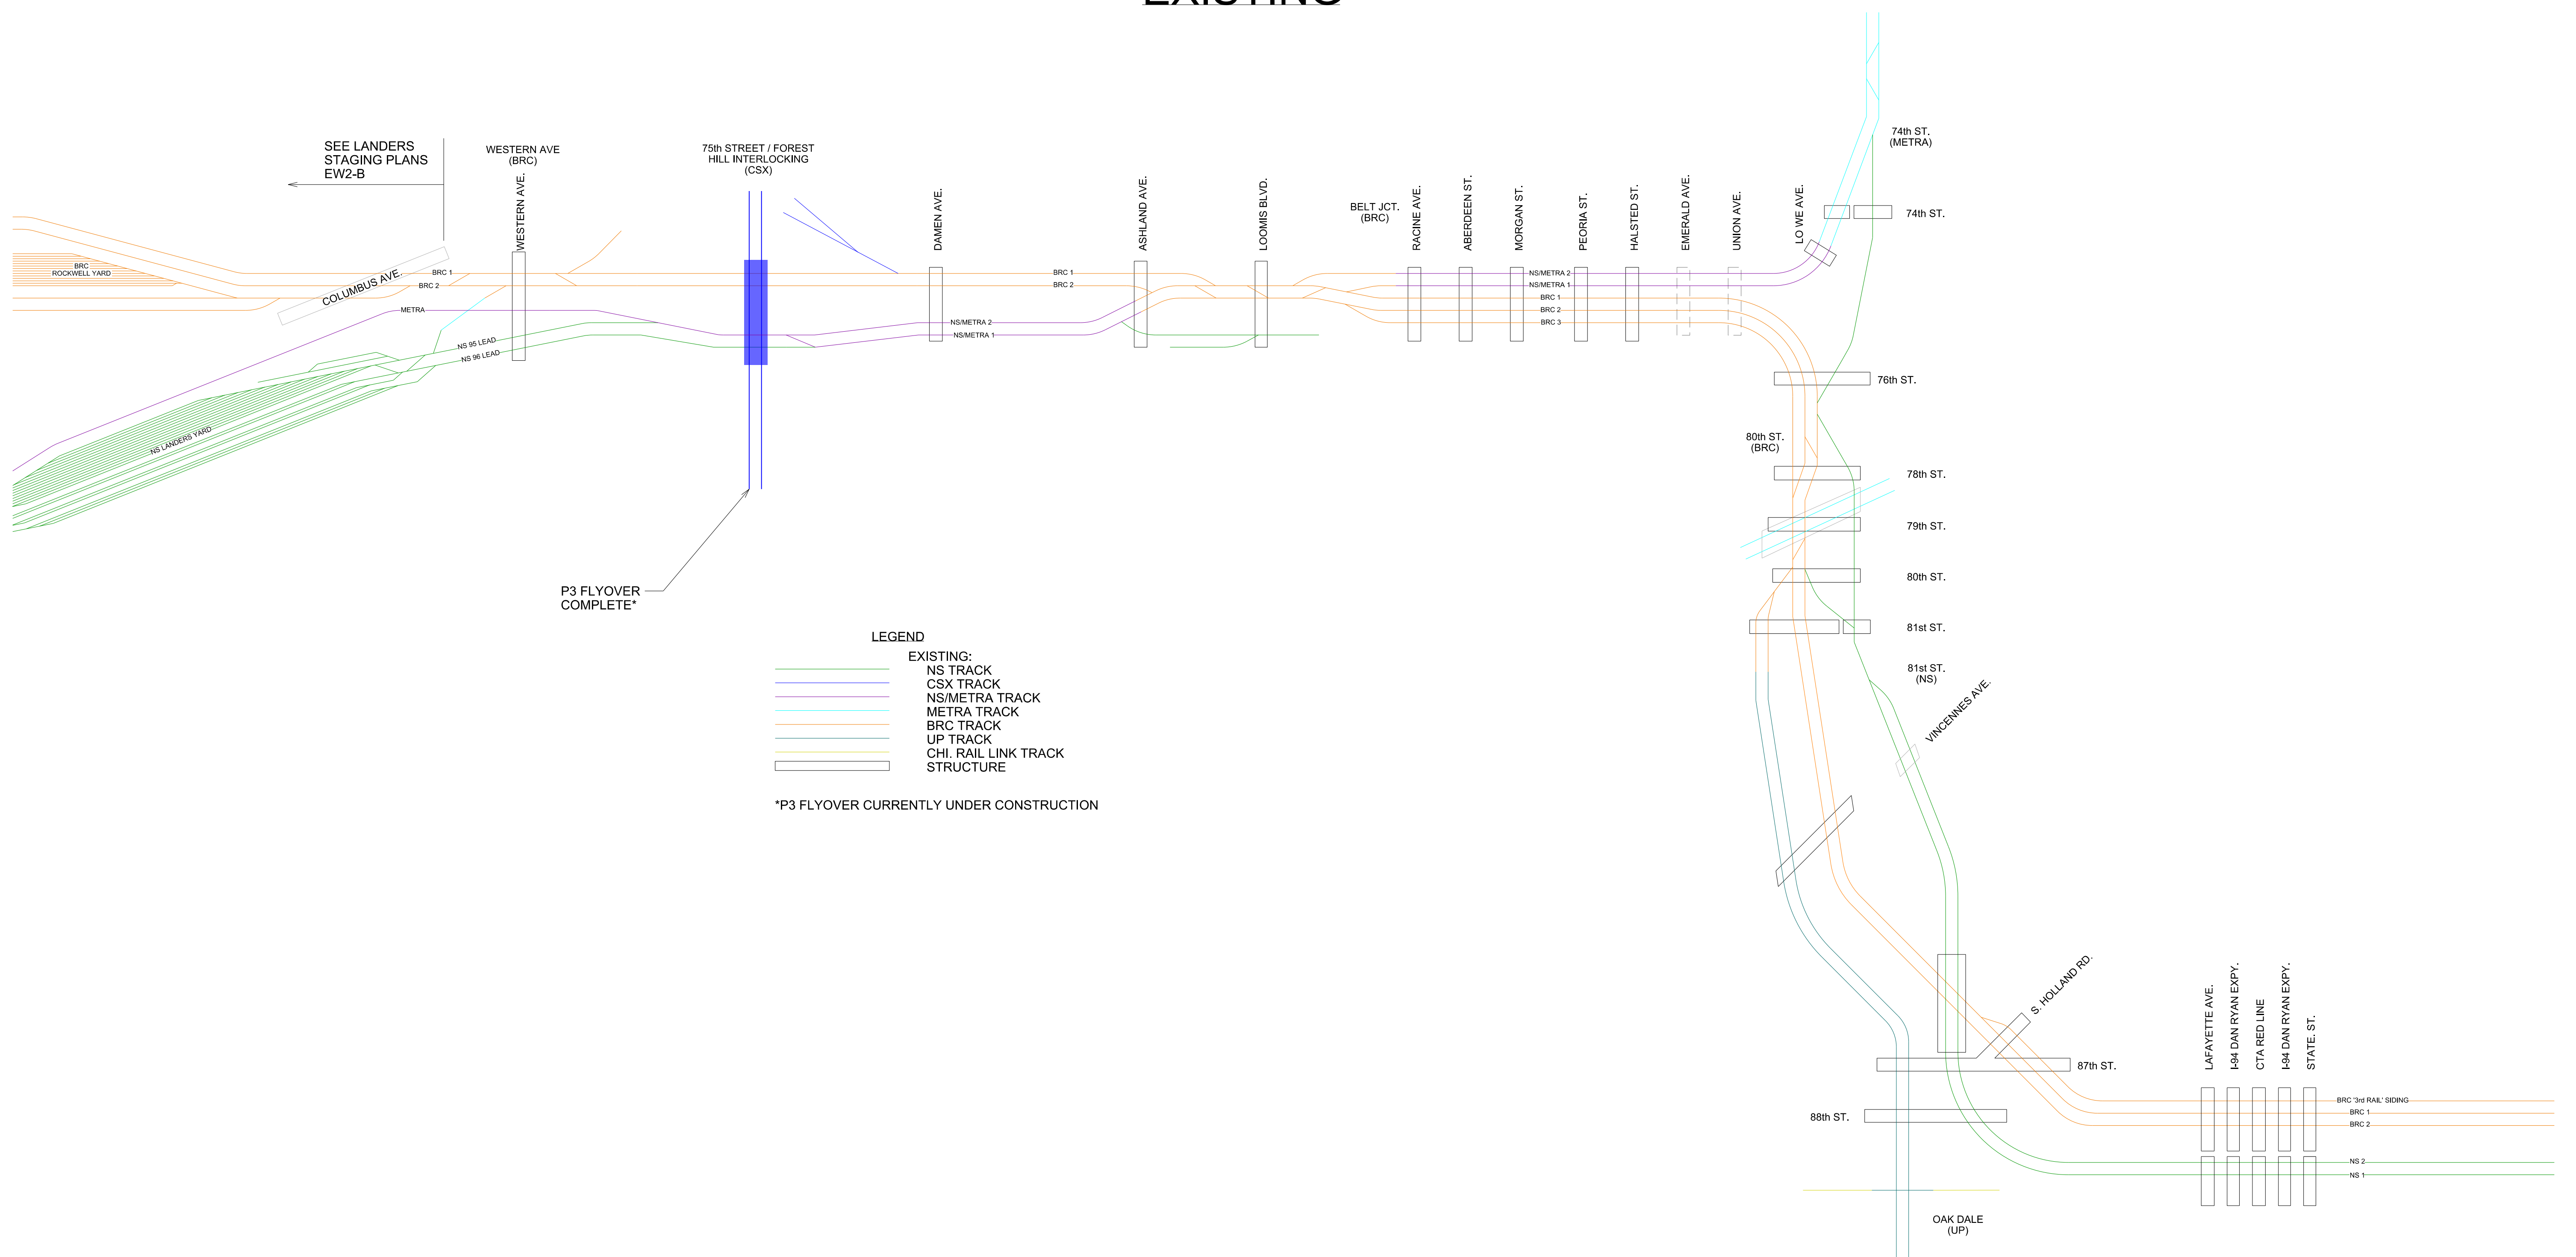 EXISTING
SEE LANDERS
STAGING PLANS
EW2-B
WESTERN AVE
(BRC)
WESTERN AVE.
75th STREET / FOREST
HILL INTERLOCKING
(CSX)
DAMEN AVE.
ASHLAND AVE.
LOOMIS BLVD.
BELT JCT.
(BRC)
RACINE AVE.
ABERDEEN ST.
MORGAN ST.
PEORIA ST.
HALSTED ST.
EMERALD AVE.
UNION AVE.
LO WE AVE.
74th ST.
(METRA)
74th ST.
BRC
ROCKWELL YARD
COLUMBUS AVE.
BRC 1
BRC 2
METRA
NS 95 LEAD
NS 96 LEAD
NS LANDERS YARD
BRC 1
BRC 2
NS/METRA 2
NS/METRA 1
NS/METRA 2
NS/METRA 1
BRC 1
BRC 2
BRC 3
76th ST.
80th ST.
(BRC)
78th ST.
79th ST.
80th ST.
81st ST.
81st ST.
(NS)
VINCENNES AVE.
P3 FLYOVER
COMPLETE*
LEGEND
EXISTING:
NS TRACK
CSX TRACK
NS/METRA TRACK
METRA TRACK
BRC TRACK
UP TRACK
CHI. RAIL LINK TRACK
STRUCTURE
*P3 FLYOVER CURRENTLY UNDER CONSTRUCTION
S. HOLLAND RD.
87th ST.
88th ST.
LAFAYETTE AVE.
I-94 DAN RYAN EXPY.
CTA RED LINE
I-94 DAN RYAN EXPY.
STATE. ST.
BRC '3rd RAIL' SIDING
BRC 1
BRC 2
NS 2
NS 1
OAK DALE
(UP)